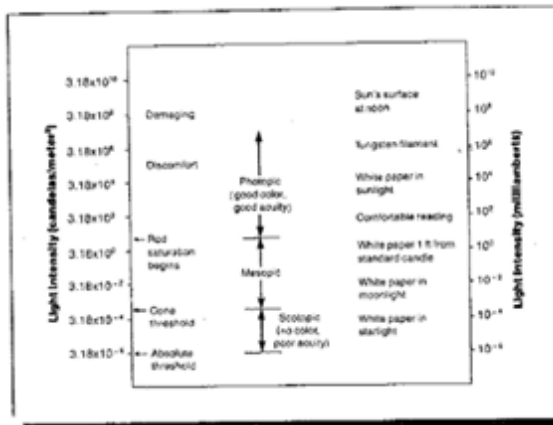 Light Intensity (candelas/meter²)
3.18x10¹⁰
3.18x10⁸
3.18x10⁶
3.18x10⁴
3.18x10²
3.18x10⁰
3.18x10⁻²
3.18x10⁻⁴
3.18x10⁻⁶
Damaging
Discomfort
Rod
saturation
begins
Cone
threshold
Absolute
threshold
Photopic
(good color,
good acuity)
Mesopic
Scotopic
(no color,
poor acuity)
Sun's surface
at noon
Tungsten filament
White paper in
sunlight
Comfortable reading
White paper 1 ft from
standard candle
White paper in
moonlight
White paper in
starlight
10¹⁰
10⁸
10⁶
10⁴
10²
10⁰
10⁻²
10⁻⁴
10⁻⁶
Light Intensity (millilamberts)